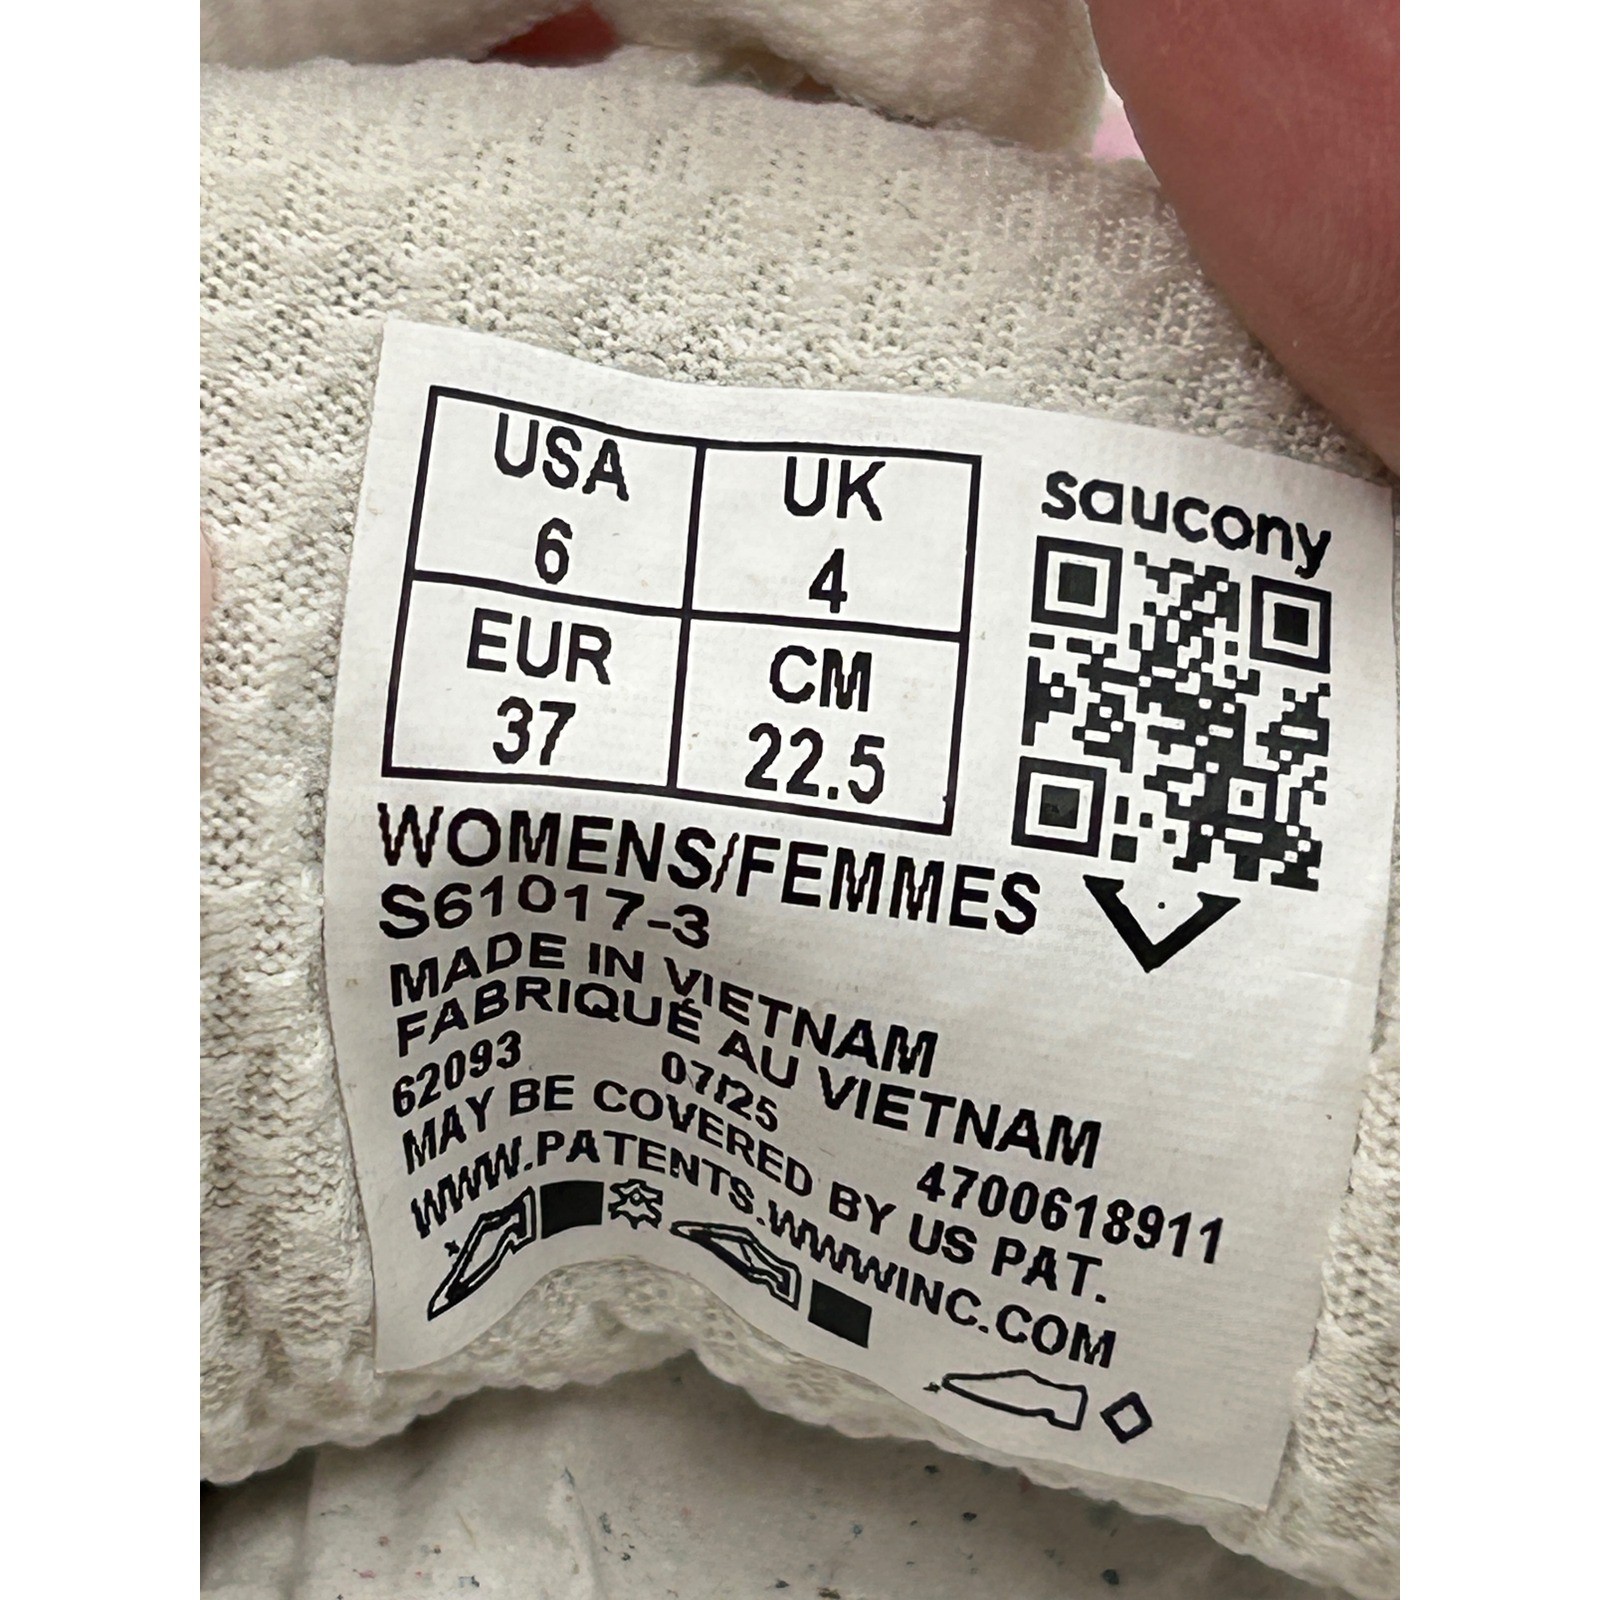 USA
6
UK
4
EUR
37
CM
22.5
saucony
WOMENS/FEMMES
S61017-3
MADE IN VIETNAM
FABRIQUÉ AU VIETNAM
62093 07/25 4700618911
MAY BE COVERED BY US PAT.
WWW.PATENTS.WWWINC.COM